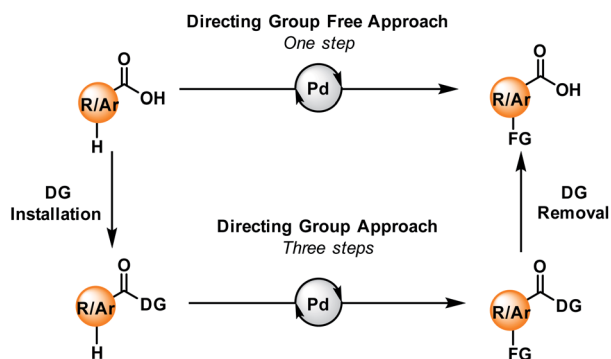 Directing Group Free Approach
One step
O
OH
R/Ar
H
Pd
O
OH
R/Ar
FG
DG
Installation
Directing Group Approach
Three steps
DG
Removal
O
DG
R/Ar
H
Pd
O
DG
R/Ar
FG